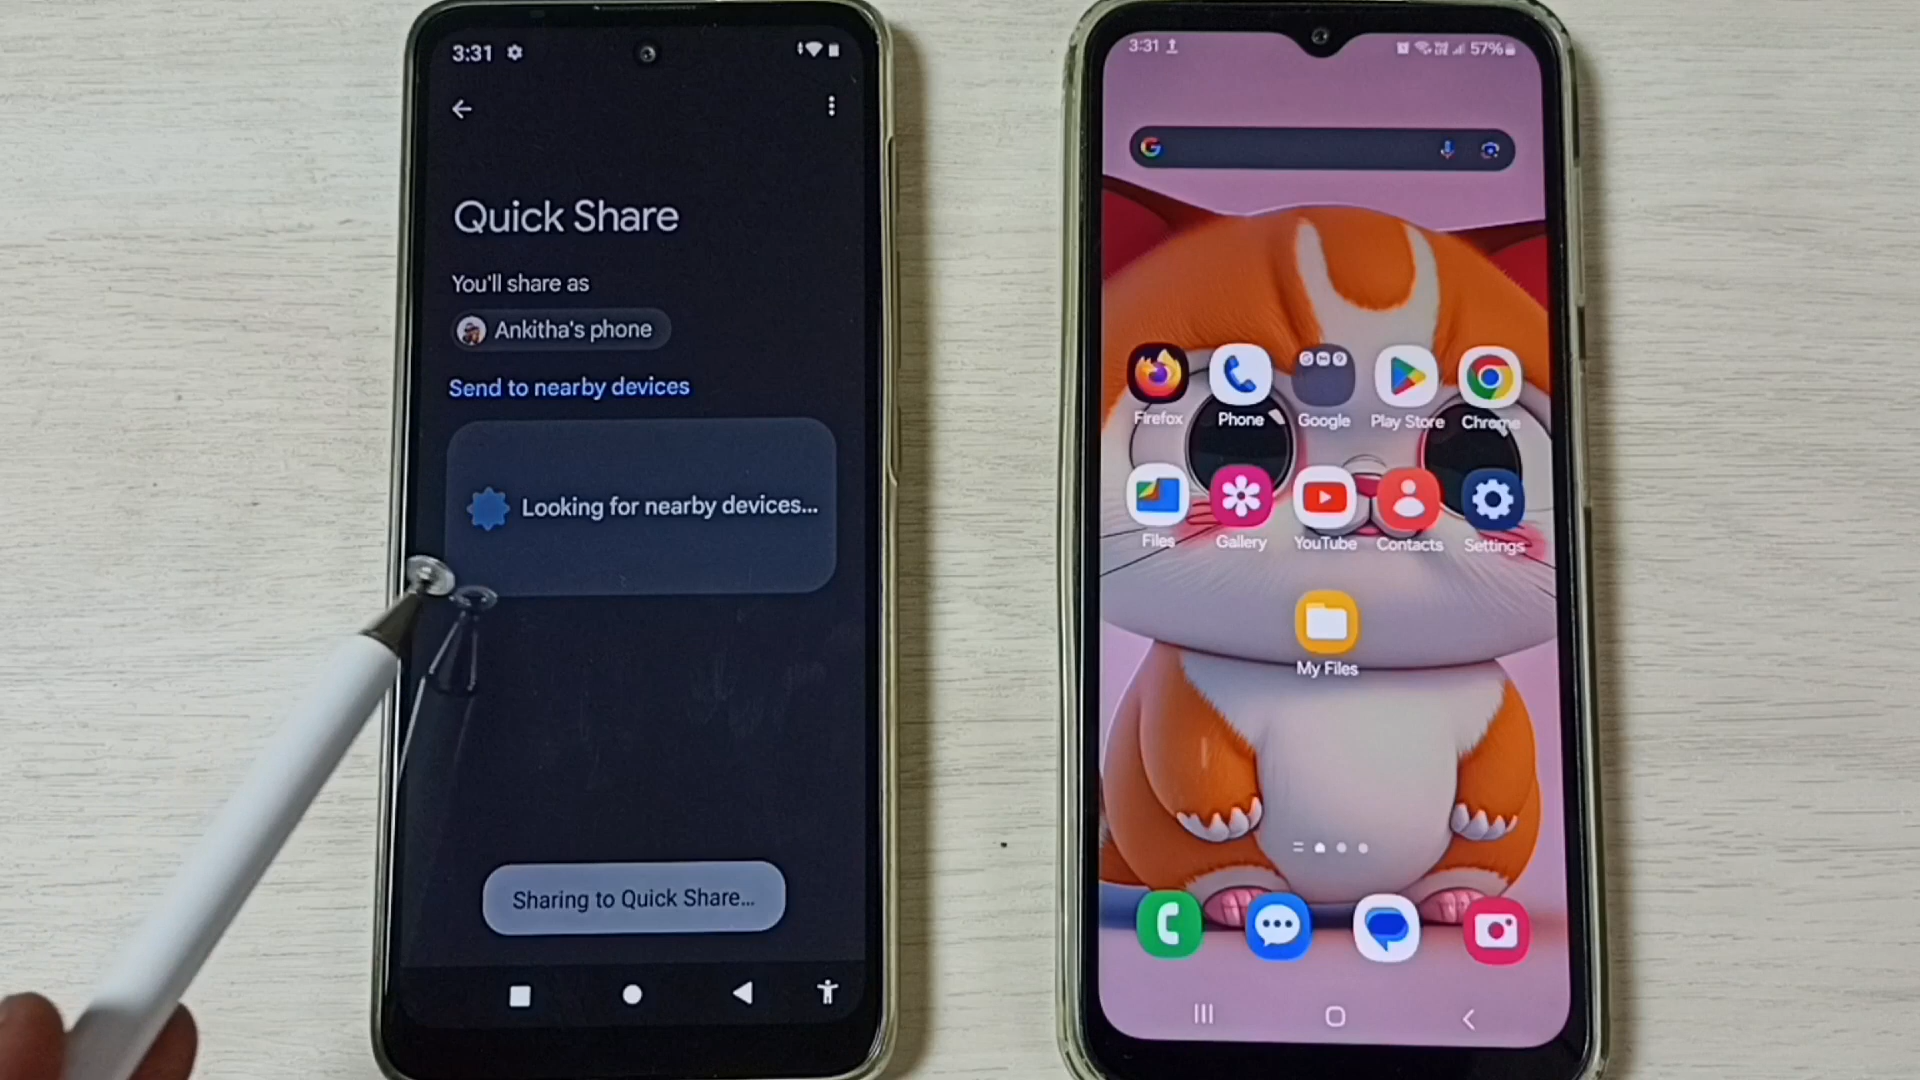 3:31
Quick Share
You'll share as
Ankitha's phone
Send to nearby devices
Looking for nearby devices...
Sharing to Quick Share...
3:31
57%
Firefox
Phone
Google
Play Store
Chrome
Files
Gallery
YouTube
Contacts
Settings
My Files